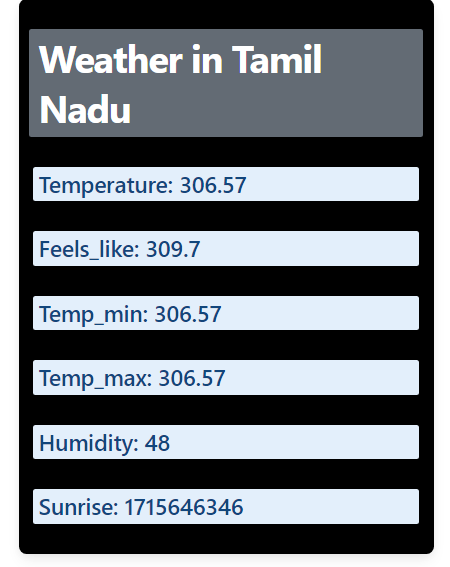 Weather in Tamil
Nadu
Temperature: 306.57
Feels_like: 309.7
Temp_min: 306.57
Temp_max: 306.57
Humidity: 48
Sunrise: 1715646346